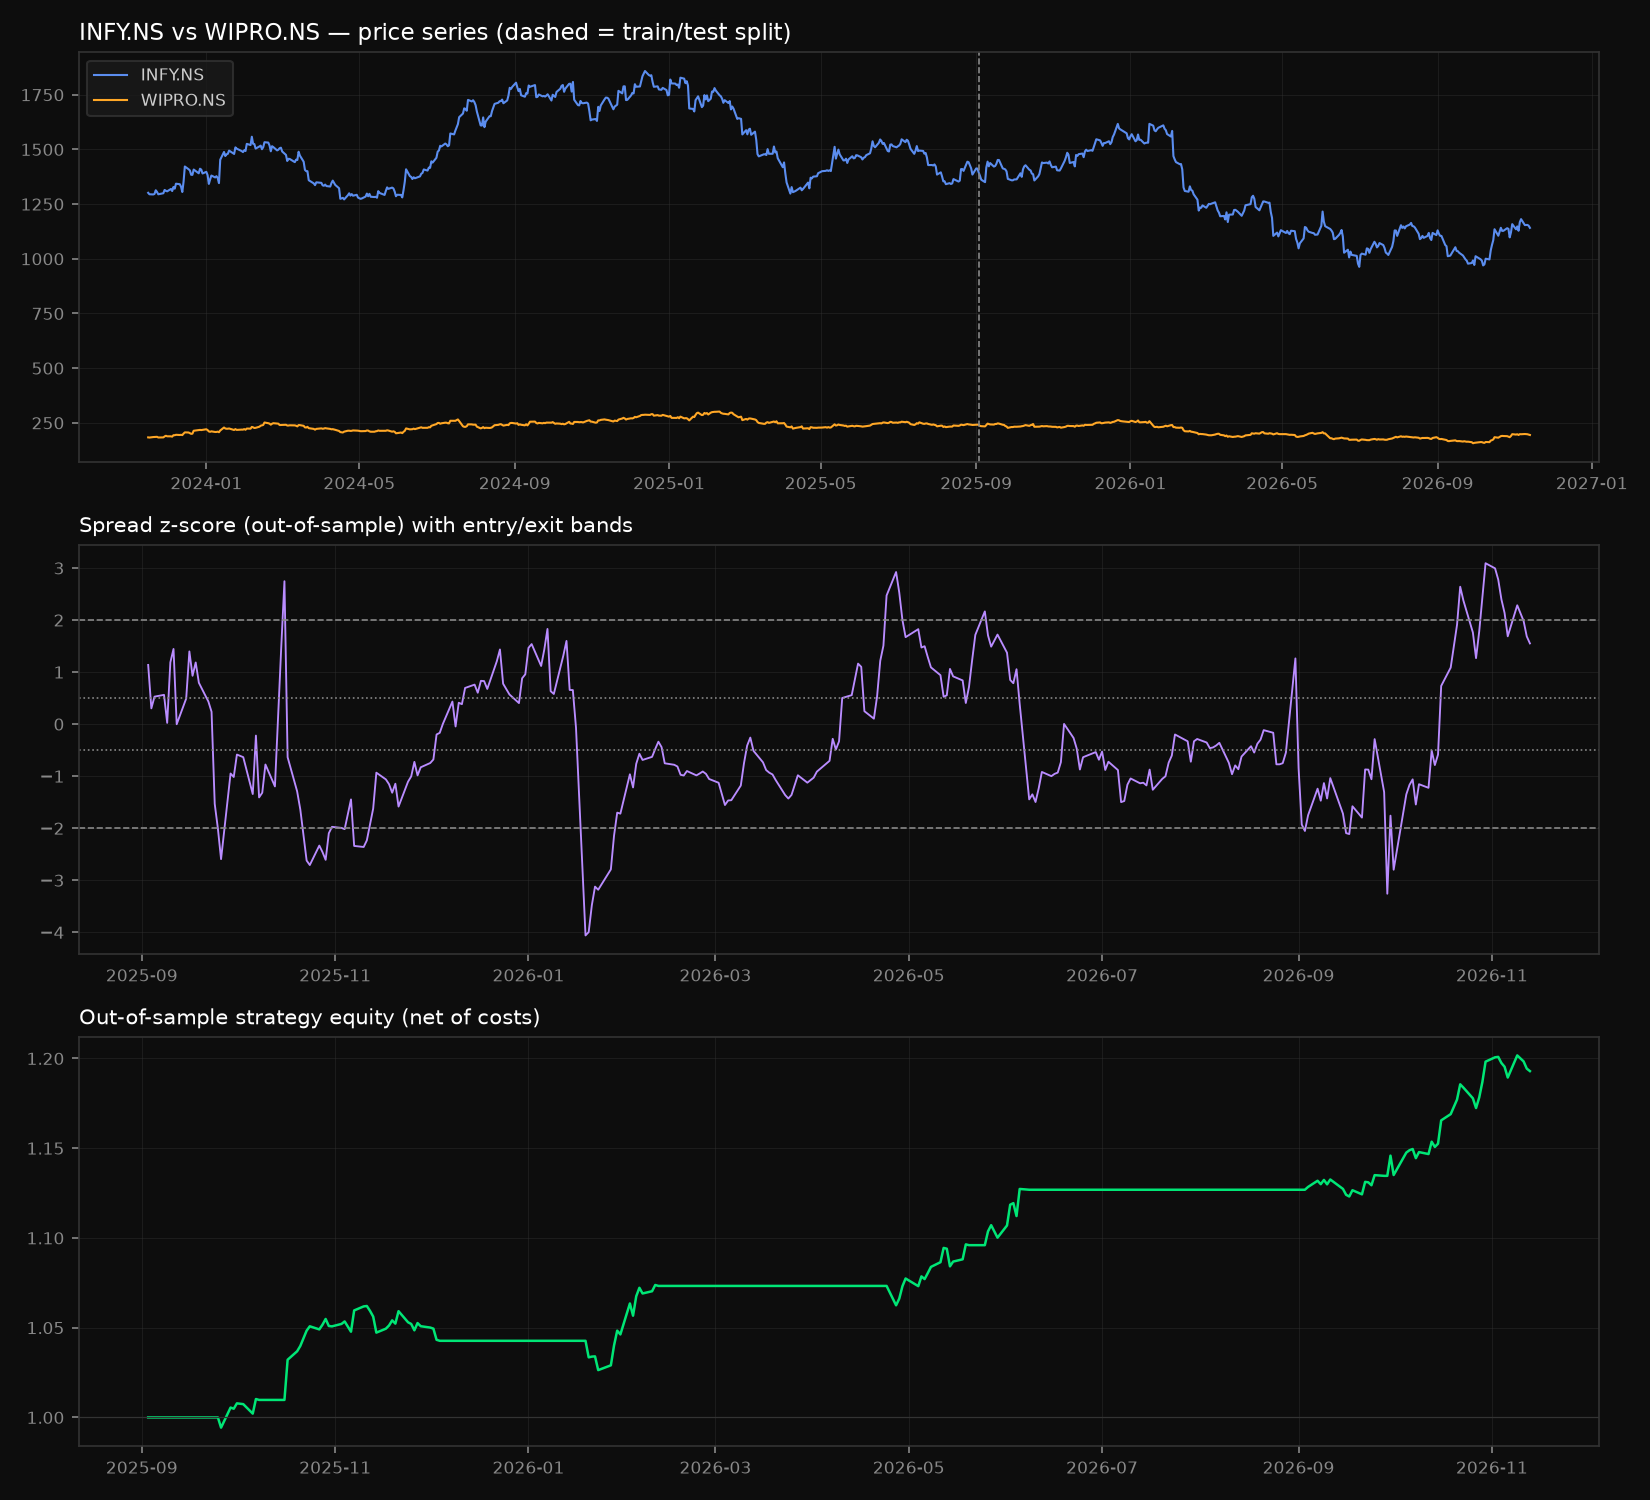 INFY.NS vs WIPRO.NS — price series (dashed = train/test split)
INFY.NS
WIPRO.NS
1750
1500
1250
1000
750
500
250
2024-01 2024-05 2024-09 2025-01 2025-05 2025-09 2026-01 2026-05 2026-09 2027-01
Spread z-score (out-of-sample) with entry/exit bands
3
2
1
0
−1
−2
−3
−4
2025-09 2025-11 2026-01 2026-03 2026-05 2026-07 2026-09 2026-11
Out-of-sample strategy equity (net of costs)
1.20
1.15
1.10
1.05
1.00
2025-09 2025-11 2026-01 2026-03 2026-05 2026-07 2026-09 2026-11